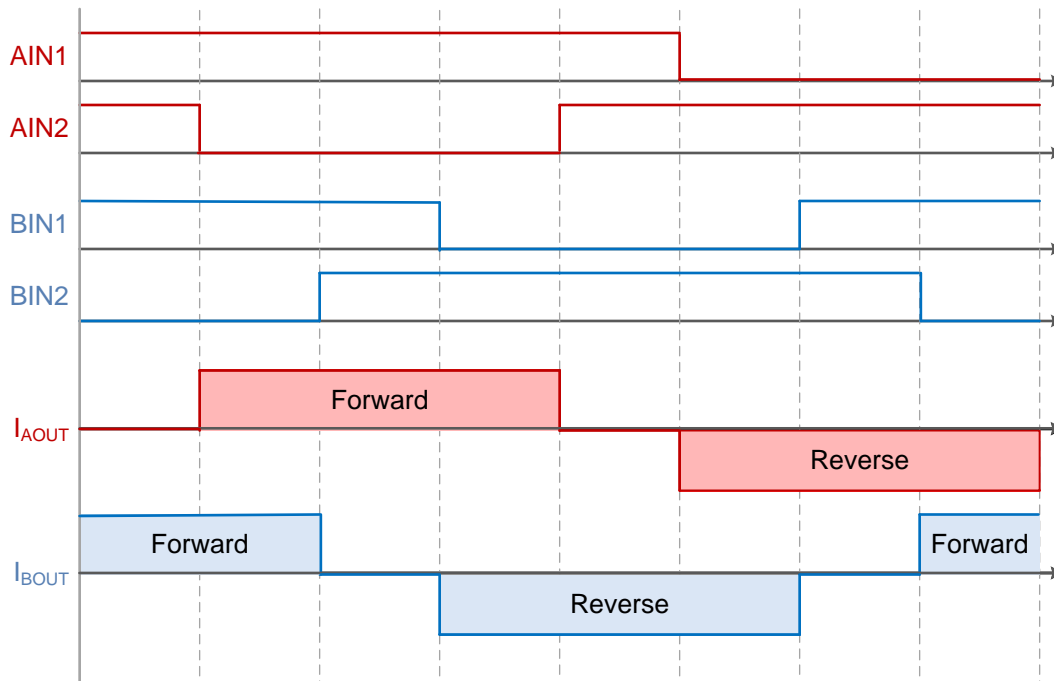 AIN1
AIN2
BIN1
BIN2
Forward
IAOUT
Reverse
Forward
Forward
IBOUT
Reverse